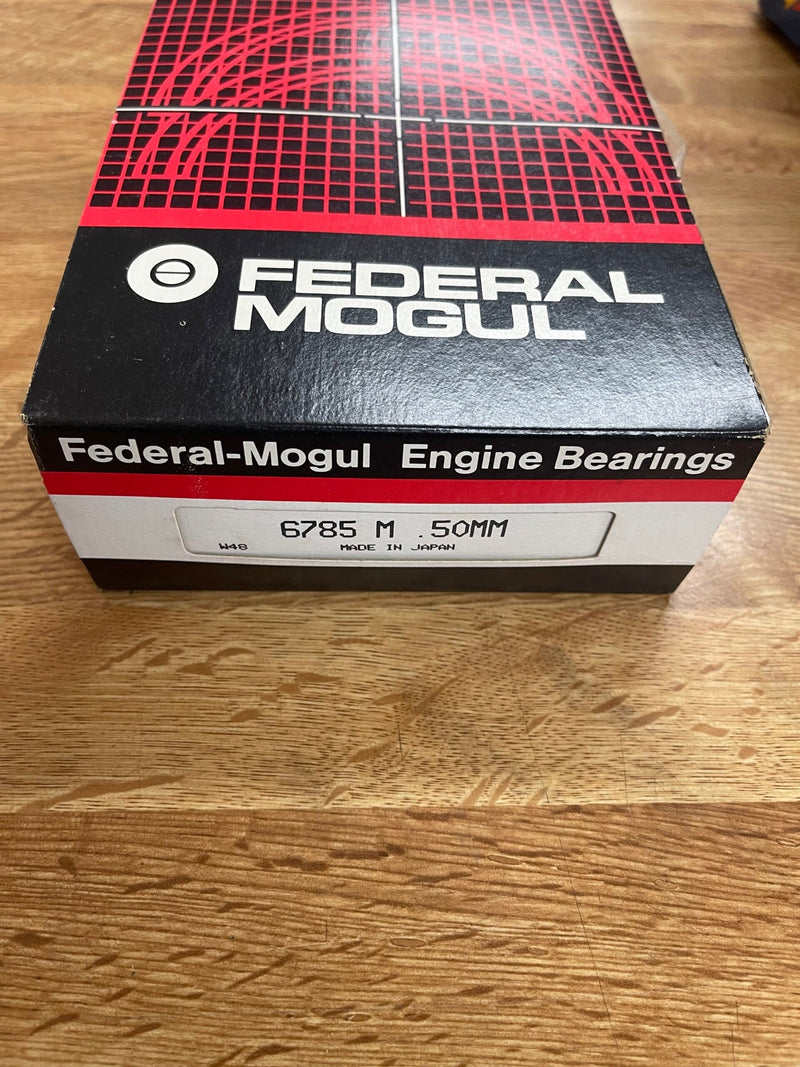 FEDERAL
MOGUL
Federal-Mogul Engine Bearings
6785 M .50MM
W48 MADE IN JAPAN